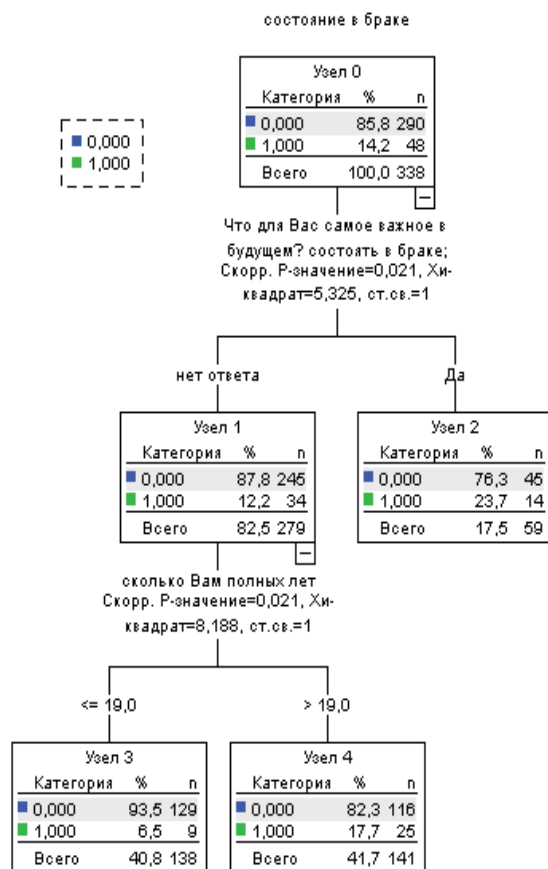 состояние в браке
0,000
1,000
Узел 0
Категория % n
0,000 85,8 290
1,000 14,2 48
Всего 100,0 338
Что для Вас самое важное в
будущем? состоять в браке;
Скорр. Р-значение=0,021, Хи-
квадрат=5,325, ст.св.=1
нет ответа
Да
Узел 1
Категория % n
0,000 87,8 245
1,000 12,2 34
Всего 82,5 279
Узел 2
Категория % n
0,000 76,3 45
1,000 23,7 14
Всего 17,5 59
сколько Вам полных лет
Скорр. Р-значение=0,021, Хи-
квадрат=8,188, ст.св.=1
<= 19,0
> 19,0
Узел 3
Категория % n
0,000 93,5 129
1,000 6,5 9
Всего 40,8 138
Узел 4
Категория % n
0,000 82,3 116
1,000 17,7 25
Всего 41,7 141